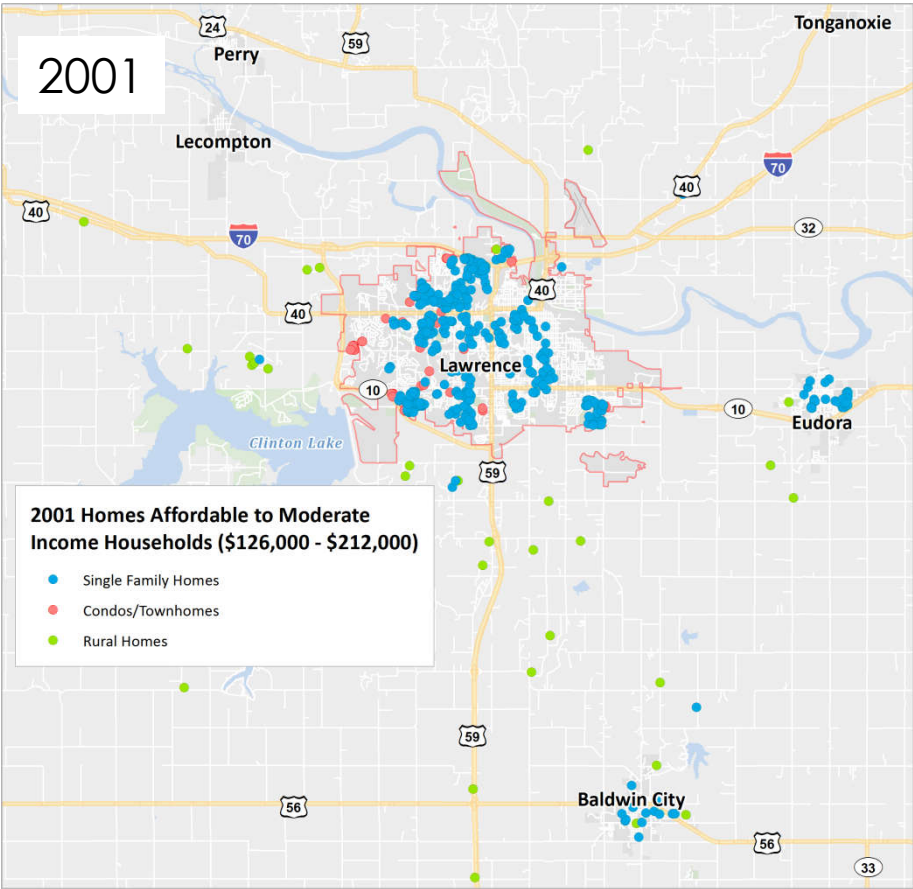 Tonganoxie
24
59
Perry
2001
Lecompton
70
40
40
32
70
40
40
Lawrence
10
10
Eudora
Clinton Lake
59
2001 Homes Affordable to Moderate
Income Households ($126,000 - $212,000)
Single Family Homes
Condos/Townhomes
Rural Homes
59
Baldwin City
56
56
33